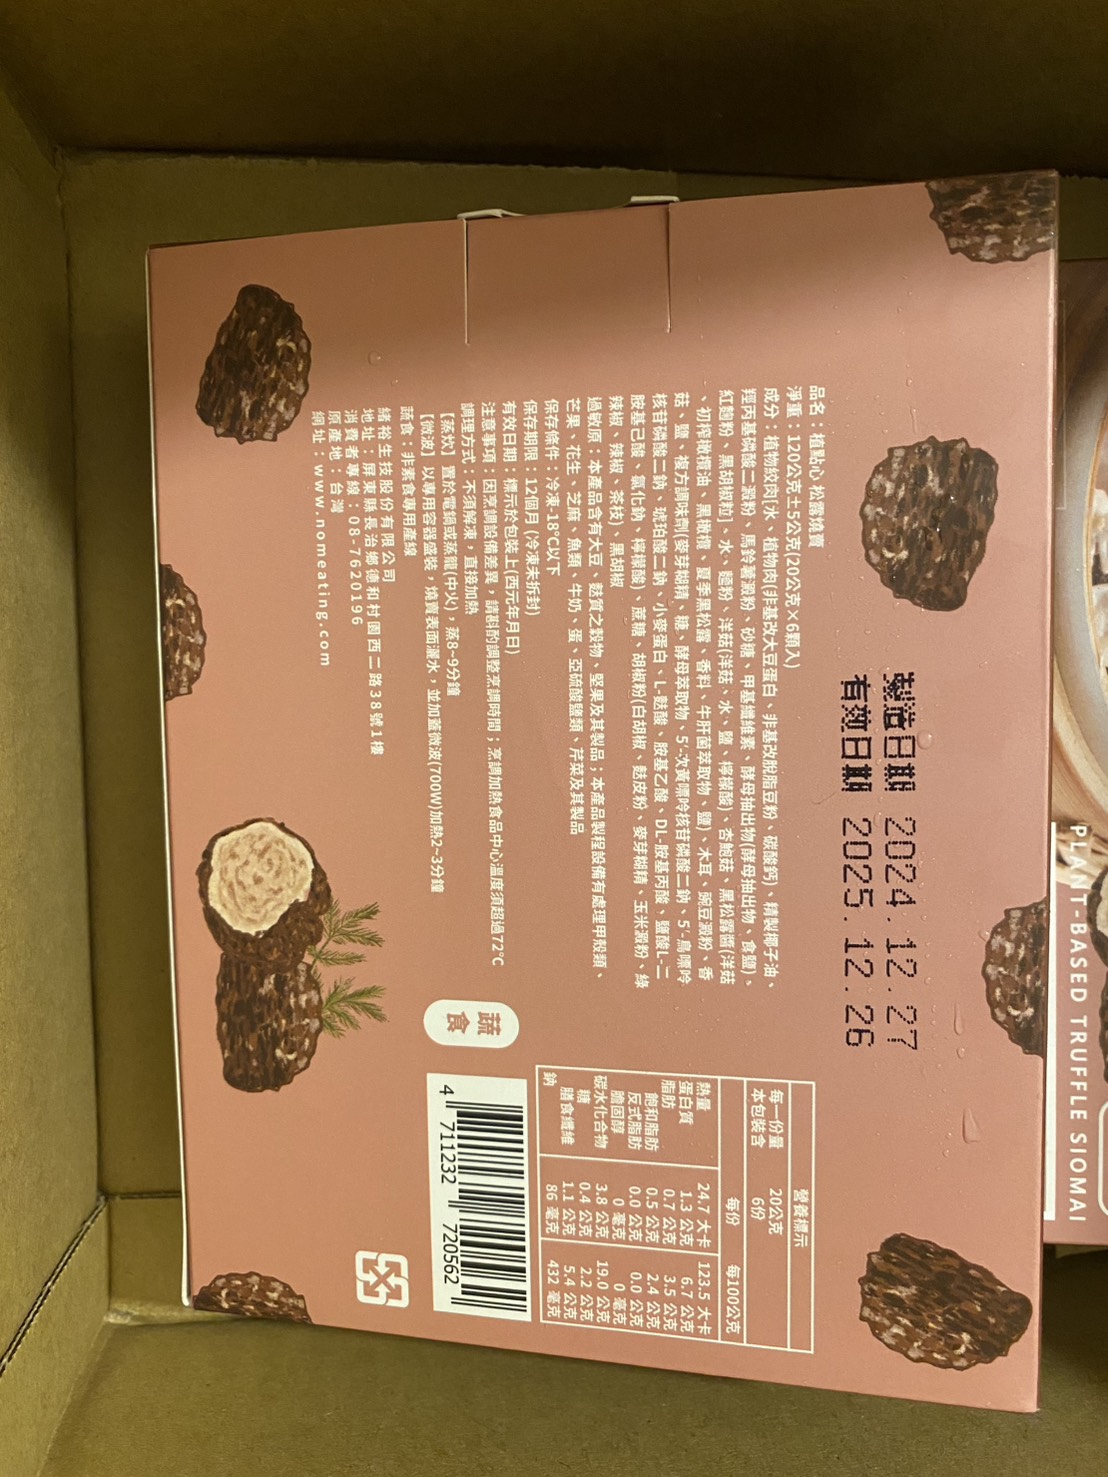 製造日期 2024.12.27
有效日期 2025.12.26
品名：植點心 松露燒賣
淨重：120公克±5公克(20公克×6顆入)
成分：植物絞肉[水、植物肉(非基改大豆蛋白、非基改脫脂豆粉、碳酸鈣)、精製椰子油、
羥丙基磷酸二澱粉、馬鈴薯澱粉、砂糖、甲基纖維素、酵母抽出物(酵母抽出物、食鹽)、
紅麴粉、黑胡椒粒]、水、麵粉、洋菇(洋菇、水、鹽、檸檬酸)、杏鮑菇、黑松露醬(洋菇
、初搾橄欖油、黑橄欖、夏季黑松露、香料、牛肝菌萃取物、鹽)、木耳、豌豆澱粉、香
菇、鹽、複方調味劑(麥芽糊精、糖、酵母萃取物、5'-次黃嘌呤核苷磷酸二鈉、5'-鳥嘌呤
核苷磷酸二鈉、琥珀酸二鈉、小麥蛋白、L-麩酸、胺基乙酸、DL-胺基丙酸、鹽酸L-二
胺基己酸、氯化鈉、檸檬酸)、蔗糖、胡椒粉(白胡椒、麩皮粉、麥芽糊精、玉米澱粉、綠
辣椒、辣椒、茶枝)、黑胡椒
過敏原：本產品含有大豆、麩質之穀物、堅果及其製品；本產品製程設備有處理甲殼類、
芒果、花生、芝麻、魚類、牛奶、蛋、亞硫酸鹽類、芹菜及其製品
保存條件：冷凍-18℃以下
保存期限：12個月 (冷凍未拆封)
有效日期：標示於包裝上(西元年月日)
注意事項：因烹調設備差異，請斟酌調整烹調時間；烹調加熱食品中心溫度須超過72℃
調理方式：不須解凍，直接加熱
【蒸炊】置於電鍋或蒸籠(中火)，蒸8~9分鐘
【微波】以專用容器盛裝，燒賣表面灑水，並加蓋微波(700W)加熱2~3分鐘
蔬食：非素食專用產線
緒裕生技股份有限公司
地址：屏東縣長治鄉德和村園西二路38號1樓
消費者專線：08-7620196
原產地：台灣
網址：www.nomeating.com
蔬食
營養標示
每一份量 20公克
本包裝含 6份
每份 每100公克
熱量 24.7 大卡 123.5 大卡
蛋白質 1.3 公克 6.7 公克
脂肪 0.7 公克 3.5 公克
飽和脂肪 0.5 公克 2.4 公克
反式脂肪 0.0 公克 0.0 公克
膽固醇 0 毫克 0 毫克
碳水化合物 3.8 公克 19.0 公克
糖 0.4 公克 2.2 公克
膳食纖維 1.1 公克 5.4 公克
鈉 86 毫克 432 毫克
4 711232 720562
PLANT-BASED TRUFFLE SIOMAI